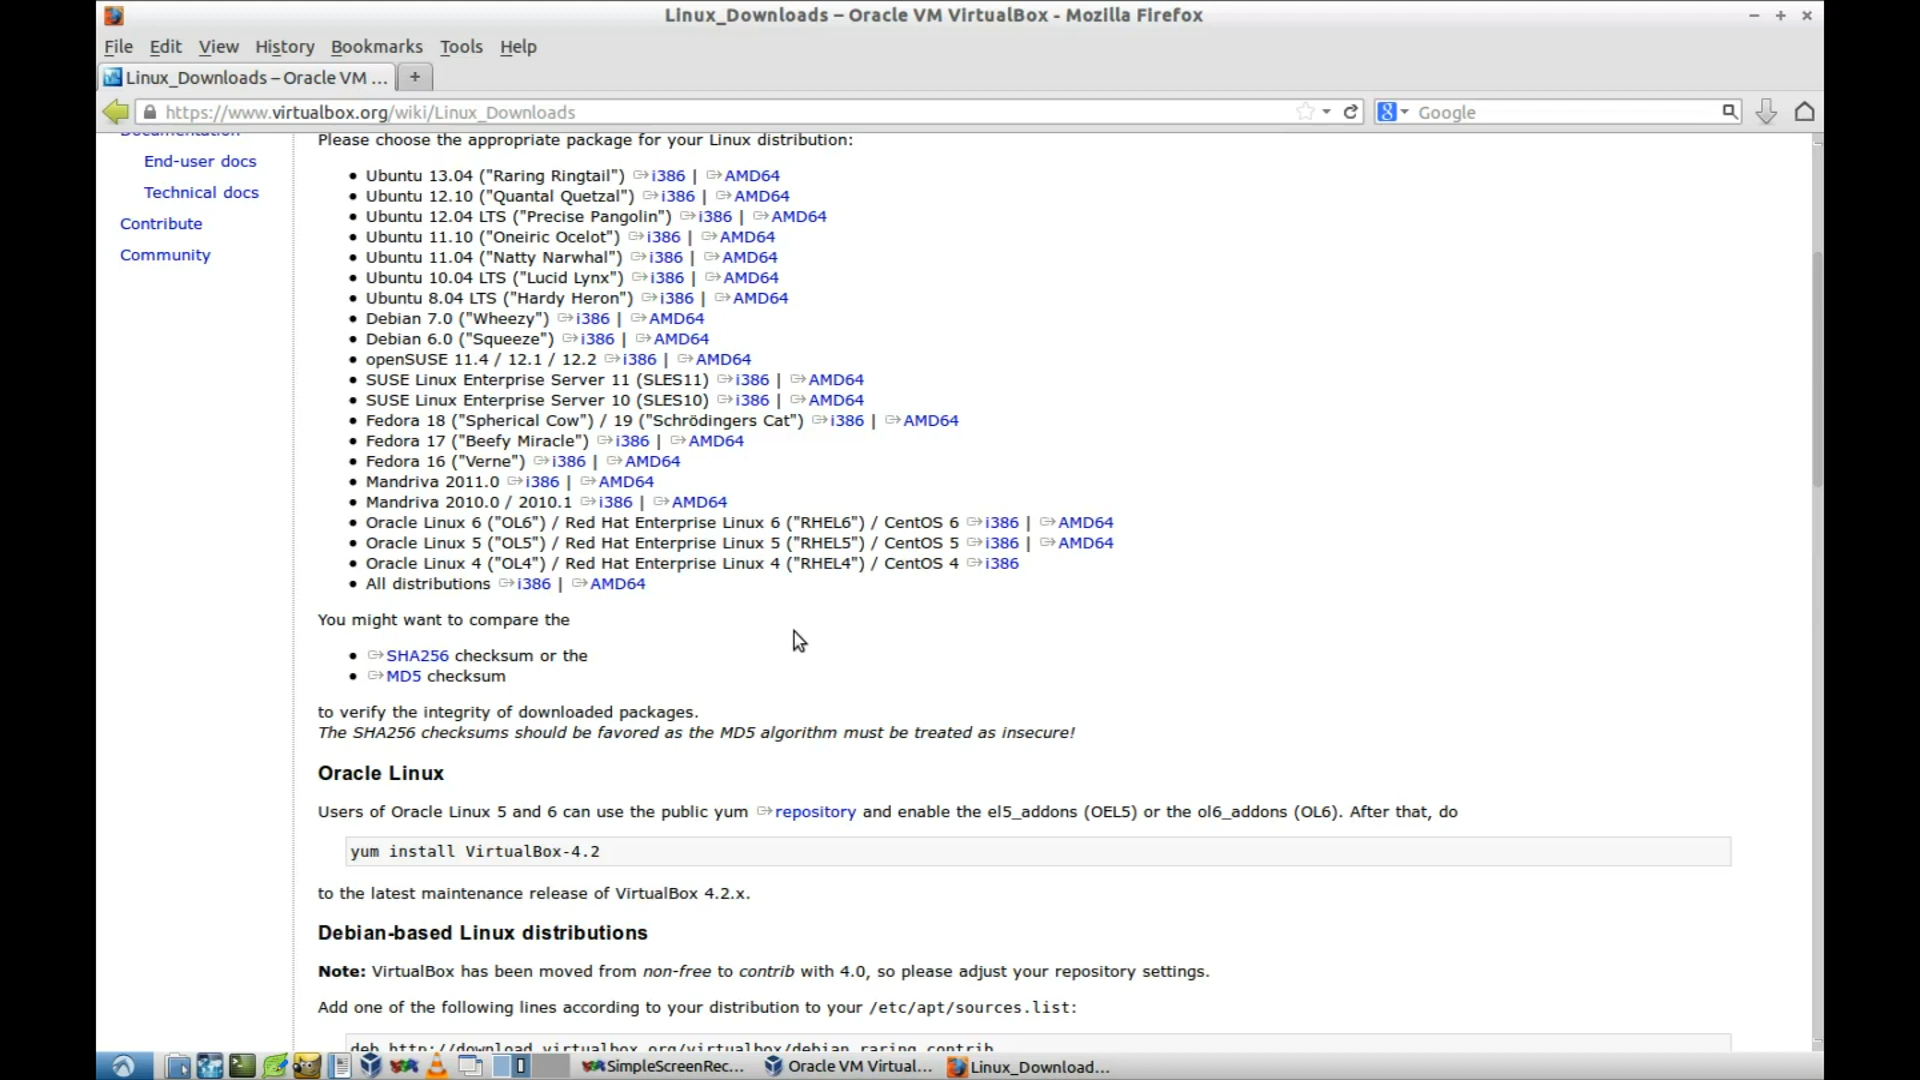 Linux_Downloads – Oracle VM VirtualBox - Mozilla Firefox
File Edit View History Bookmarks Tools Help
Linux_Downloads – Oracle VM ... +
https://www.virtualbox.org/wiki/Linux_Downloads
Google
Documentation
End-user docs
Technical docs
Contribute
Community
Please choose the appropriate package for your Linux distribution:
• Ubuntu 13.04 ("Raring Ringtail") i386 | AMD64
• Ubuntu 12.10 ("Quantal Quetzal") i386 | AMD64
• Ubuntu 12.04 LTS ("Precise Pangolin") i386 | AMD64
• Ubuntu 11.10 ("Oneiric Ocelot") i386 | AMD64
• Ubuntu 11.04 ("Natty Narwhal") i386 | AMD64
• Ubuntu 10.04 LTS ("Lucid Lynx") i386 | AMD64
• Ubuntu 8.04 LTS ("Hardy Heron") i386 | AMD64
• Debian 7.0 ("Wheezy") i386 | AMD64
• Debian 6.0 ("Squeeze") i386 | AMD64
• openSUSE 11.4 / 12.1 / 12.2 i386 | AMD64
• SUSE Linux Enterprise Server 11 (SLES11) i386 | AMD64
• SUSE Linux Enterprise Server 10 (SLES10) i386 | AMD64
• Fedora 18 ("Spherical Cow") / 19 ("Schrödingers Cat") i386 | AMD64
• Fedora 17 ("Beefy Miracle") i386 | AMD64
• Fedora 16 ("Verne") i386 | AMD64
• Mandriva 2011.0 i386 | AMD64
• Mandriva 2010.0 / 2010.1 i386 | AMD64
• Oracle Linux 6 ("OL6") / Red Hat Enterprise Linux 6 ("RHEL6") / CentOS 6 i386 | AMD64
• Oracle Linux 5 ("OL5") / Red Hat Enterprise Linux 5 ("RHEL5") / CentOS 5 i386 | AMD64
• Oracle Linux 4 ("OL4") / Red Hat Enterprise Linux 4 ("RHEL4") / CentOS 4 i386
• All distributions i386 | AMD64
You might want to compare the
• SHA256 checksum or the
• MD5 checksum
to verify the integrity of downloaded packages.
The SHA256 checksums should be favored as the MD5 algorithm must be treated as insecure!
Oracle Linux
Users of Oracle Linux 5 and 6 can use the public yum repository and enable the el5_addons (OEL5) or the ol6_addons (OL6). After that, do
yum install VirtualBox-4.2
to the latest maintenance release of VirtualBox 4.2.x.
Debian-based Linux distributions
Note: VirtualBox has been moved from non-free to contrib with 4.0, so please adjust your repository settings.
Add one of the following lines according to your distribution to your /etc/apt/sources.list:
deb http://download.virtualbox.org/virtualbox/debian raring contrib
SimpleScreenRec... Oracle VM Virtual... Linux_Download...